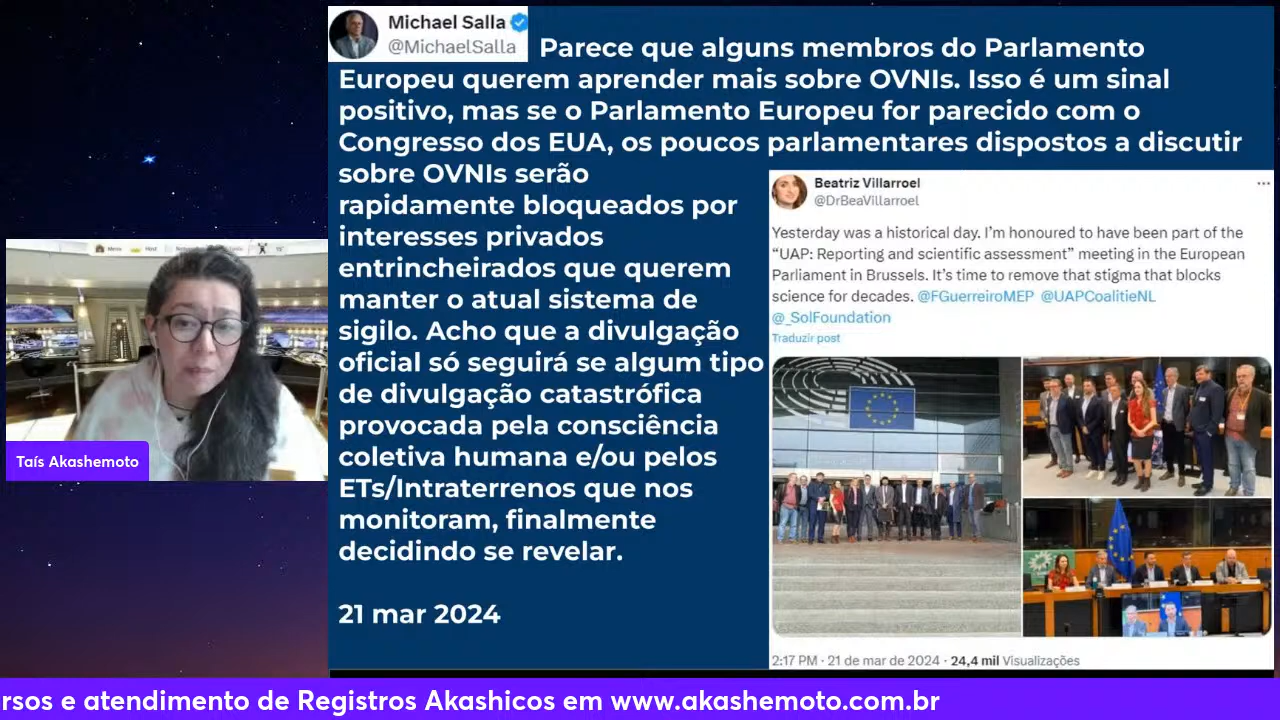 Michael Salla
@MichaelSalla
Parece que alguns membros do Parlamento
Europeu querem aprender mais sobre OVNIs. Isso é um sinal
positivo, mas se o Parlamento Europeu for parecido com o
Congresso dos EUA, os poucos parlamentares dispostos a discutir
sobre OVNIs serão
rapidamente bloqueados por
interesses privados
entrincheirados que querem
manter o atual sistema de
sigilo. Acho que a divulgação
oficial só seguirá se algum tipo
de divulgação catastrófica
provocada pela consciência
coletiva humana e/ou pelos
ETs/Intraterrenos que nos
monitoram, finalmente
decidindo se revelar.
21 mar 2024
Beatriz Villarroel
@DrBeaVillarroel
Yesterday was a historical day. I’m honoured to have been part of the
“UAP: Reporting and scientific assessment” meeting in the European
Parliament in Brussels. It’s time to remove that stigma that blocks
science for decades. @FGuerreiroMEP @UAPCoalitieNL
@_SolFoundation
Traduzir post
2:17 PM · 21 de mar de 2024 · 24,4 mil Visualizações
Taís Akashemoto
rsos e atendimento de Registros Akashicos em www.akashemoto.com.br